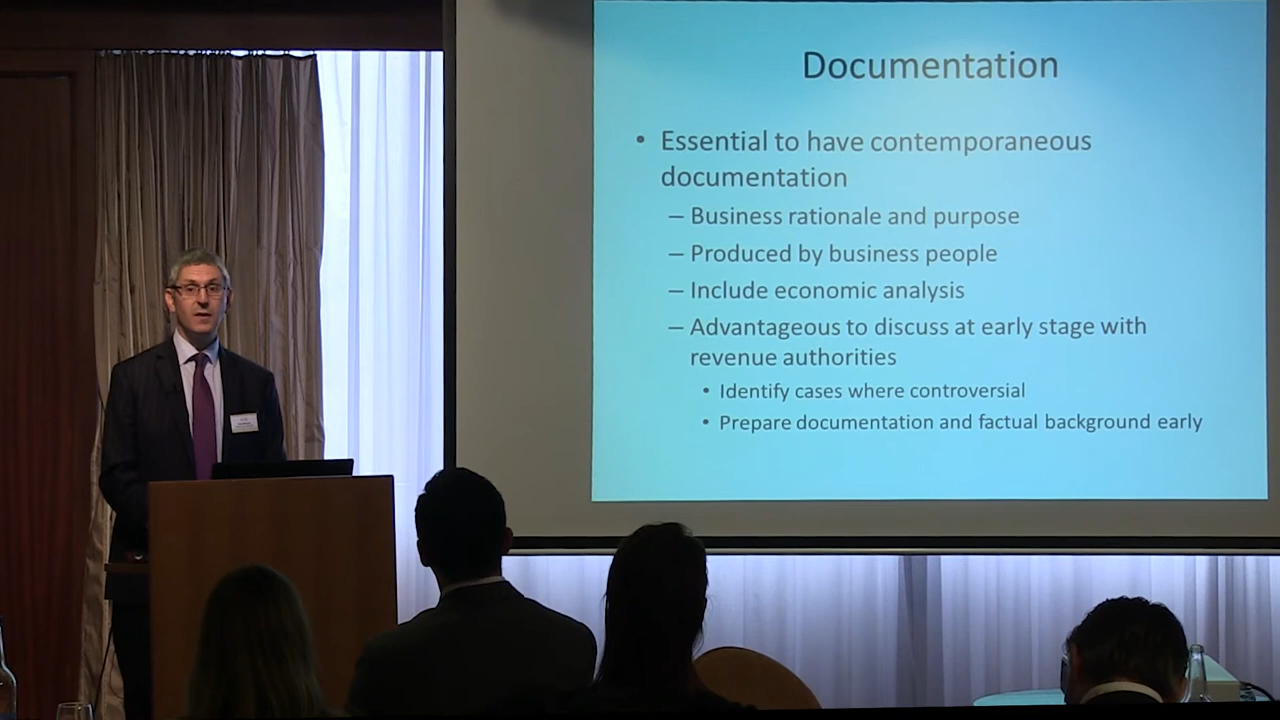 Documentation
• Essential to have contemporaneous
documentation
– Business rationale and purpose
– Produced by business people
– Include economic analysis
– Advantageous to discuss at early stage with
revenue authorities
• Identify cases where controversial
• Prepare documentation and factual background early